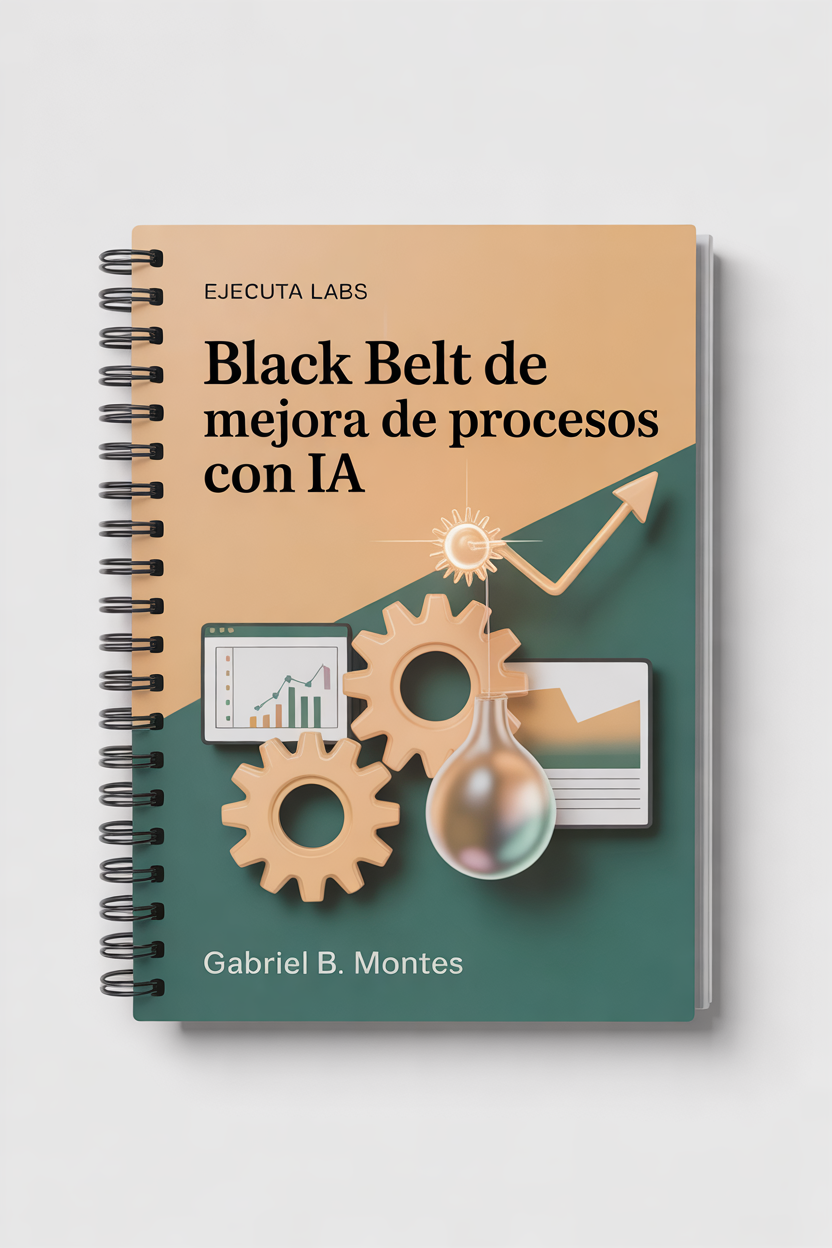 EJECUTA LABS
Black Belt de
mejora de procesos
con IA
Gabriel B. Montes